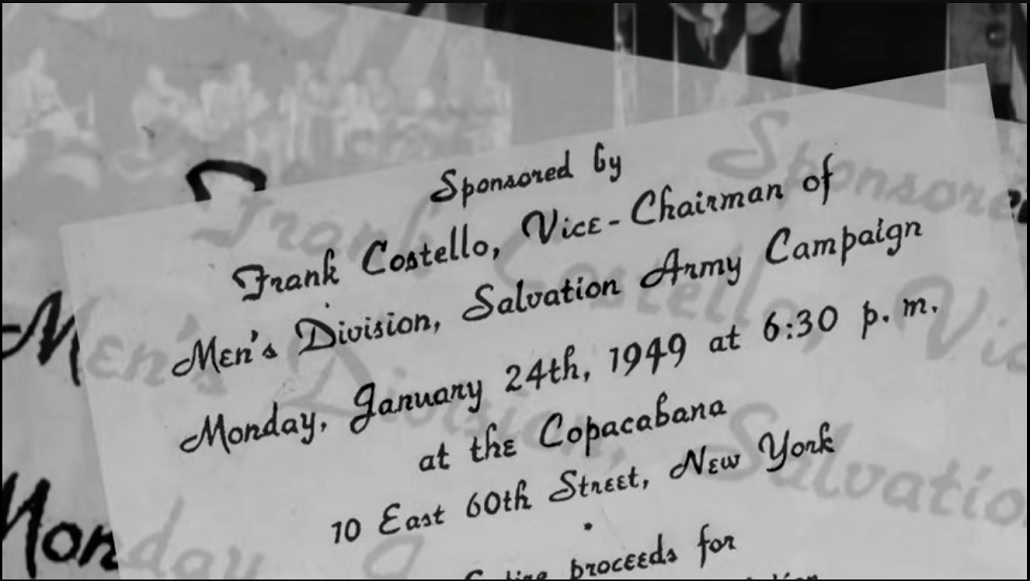 Sponsored by
Frank Costello, Vice-Chairman of
Men's Division, Salvation Army Campaign
Monday, January 24th, 1949 at 6:30 p. m.
at the Copacabana
10 East 60th Street, New York
proceeds for